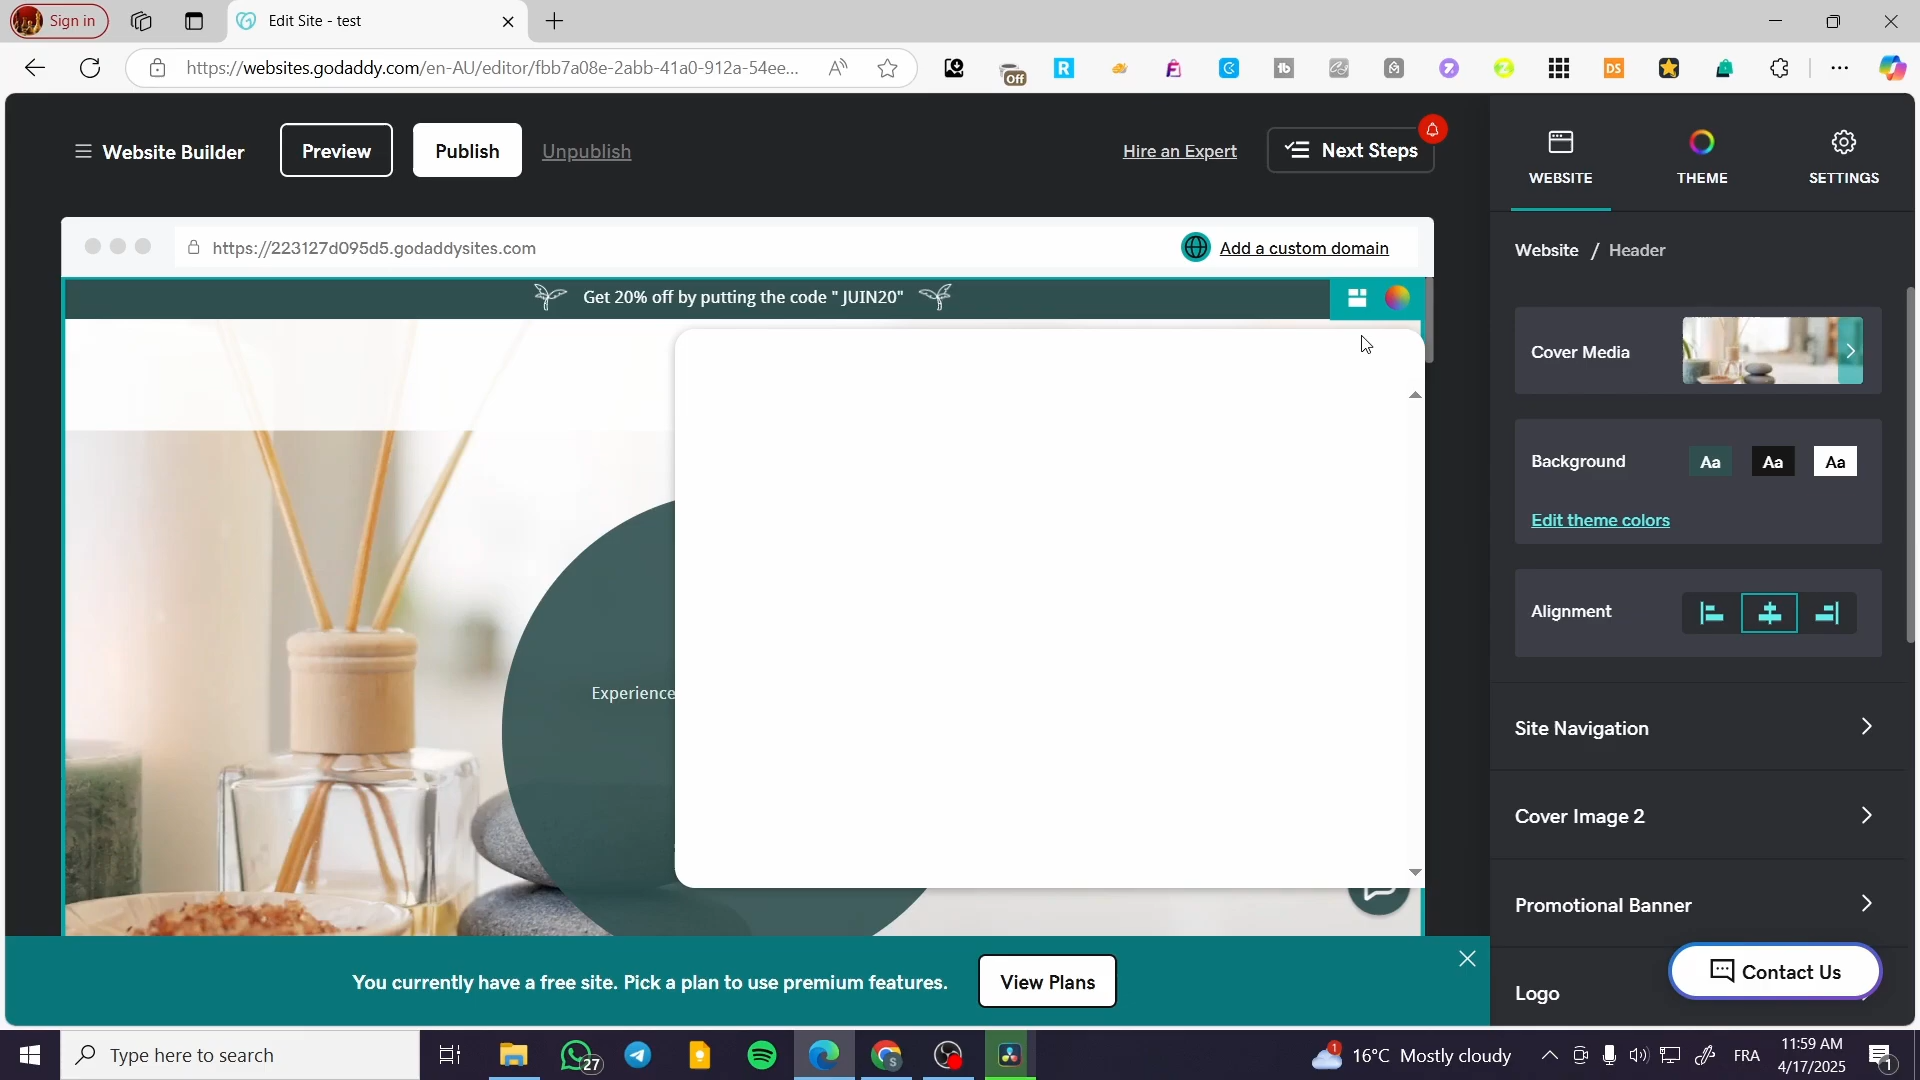 Sign in
Edit Site - test
https://websites.godaddy.com/en-AU/editor/fbb7a08e-2abb-41a0-912a-54ee...
Off
Website Builder
Preview
Publish
Unpublish
Hire an Expert
Next Steps
WEBSITE
THEME
SETTINGS
https://223127d095d5.godaddysites.com
Add a custom domain
Website / Header
Get 20% off by putting the code " JUIN20"
Cover Media
Background
Aa Aa Aa
Edit theme colors
Alignment
Experience
Site Navigation
Cover Image 2
Promotional Banner
Logo
Contact Us
You currently have a free site. Pick a plan to use premium features.
View Plans
Type here to search
27
16°C Mostly cloudy
FRA
11:59 AM
4/17/2025
1